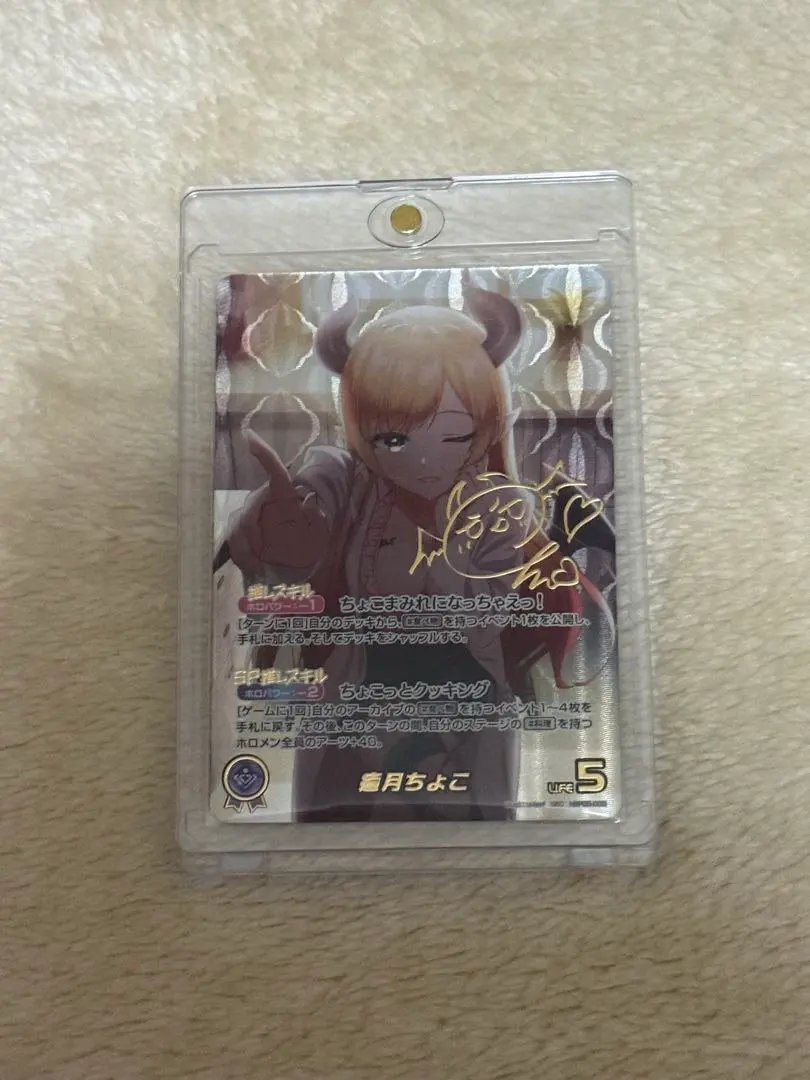 推しスキル
ホロパワー:-1 ちょこまみれになっちゃえっ!
[ターンに1回]自分のデッキから、#食べ物を持つイベント1枚を公開し、
手札に加える。そしてデッキをシャッフルする。
SP推しスキル
ホロパワー:-2 ちょこっとクッキング
[ゲームに1回]自分のアーカイブの#食べ物を持つイベント1~4枚を
手札に戻す。その後、このターンの間、自分のステージの#料理を持つ
ホロメン全員のアーツ+40。
癒月ちょこ
LIFE 5